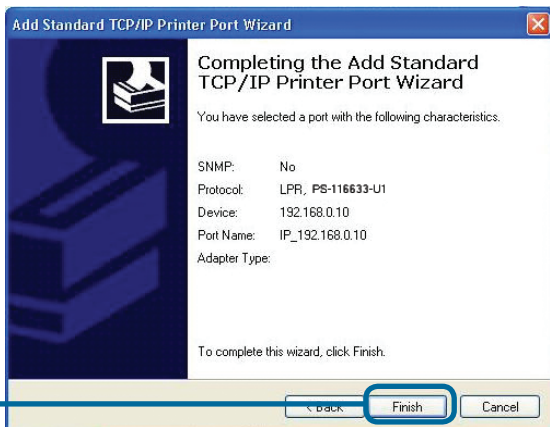 Add Standard TCP/IP Printer Port Wizard
Completing the Add Standard
TCP/IP Printer Port Wizard
You have selected a port with the following characteristics.
SNMP: No
Protocol: LPR, PS-116633-U1
Device: 192.168.0.10
Port Name: IP_192.168.0.10
Adapter Type:
To complete this wizard, click Finish.
< Back Finish Cancel